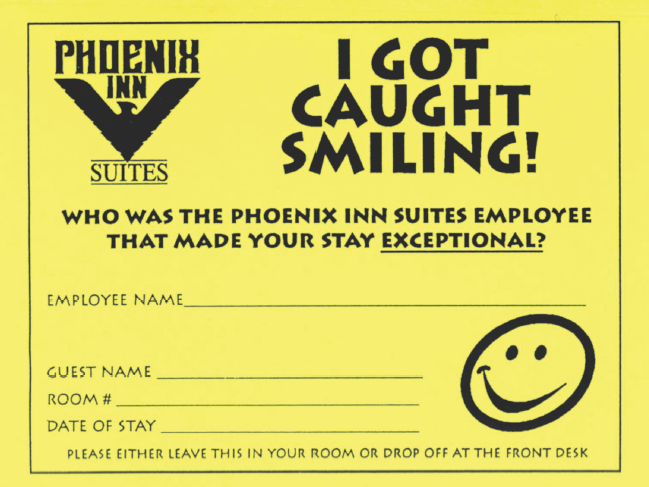 PHOENIX
INN
SUITES
I GOT
CAUGHT
SMILING!
WHO WAS THE PHOENIX INN SUITES EMPLOYEE
THAT MADE YOUR STAY EXCEPTIONAL?
EMPLOYEE NAME
GUEST NAME
ROOM #
DATE OF STAY
PLEASE EITHER LEAVE THIS IN YOUR ROOM OR DROP OFF AT THE FRONT DESK